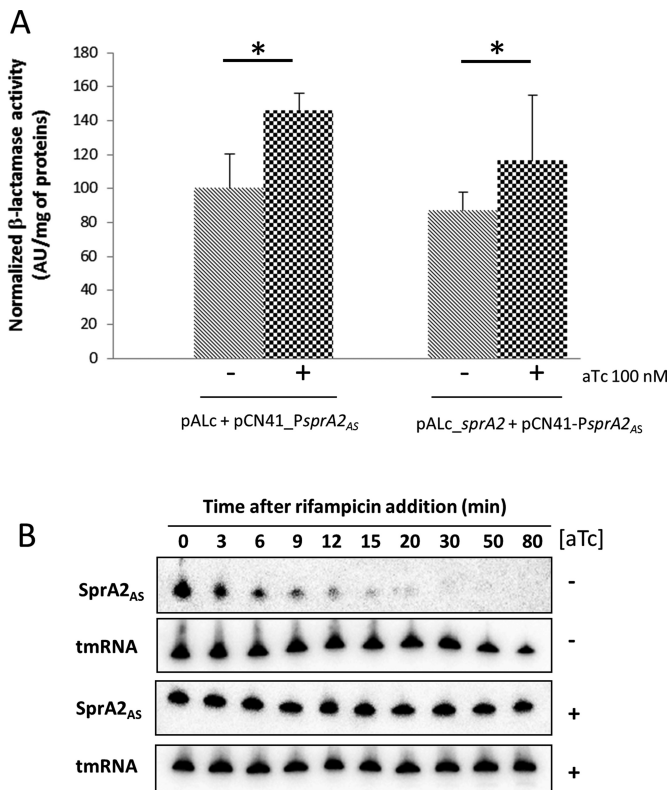 A
Normalized β-lactamase activity
(AU/mg of proteins)
180
160
140
120
100
80
60
40
20
0
*
*
- + - + aTc 100 nM
pALc + pCN41_PsprA2AS pALc_sprA2 + pCN41-PsprA2AS
B
Time after rifampicin addition (min)
0 3 6 9 12 15 20 30 50 80 [aTc]
SprA2AS -
tmRNA -
SprA2AS +
tmRNA +